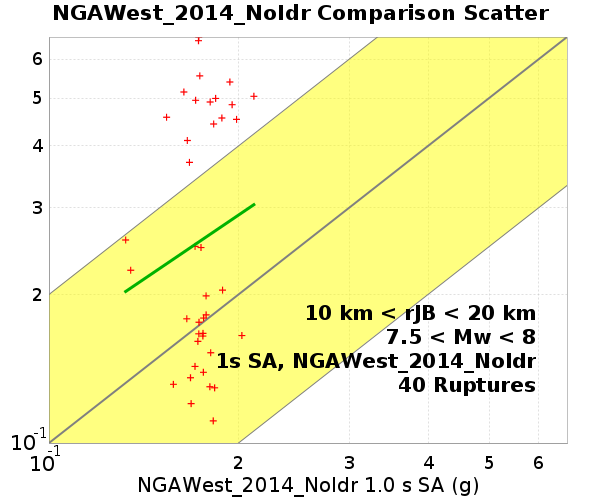 NGAWest_2014_NoIdr Comparison Scatter
6
5
4
3
2
10-1
10 km < rJB < 20 km
7.5 < Mw < 8
1s SA, NGAWest_2014_NoIdr
40 Ruptures
10-1 2 3 4 5 6
NGAWest_2014_NoIdr 1.0 s SA (g)